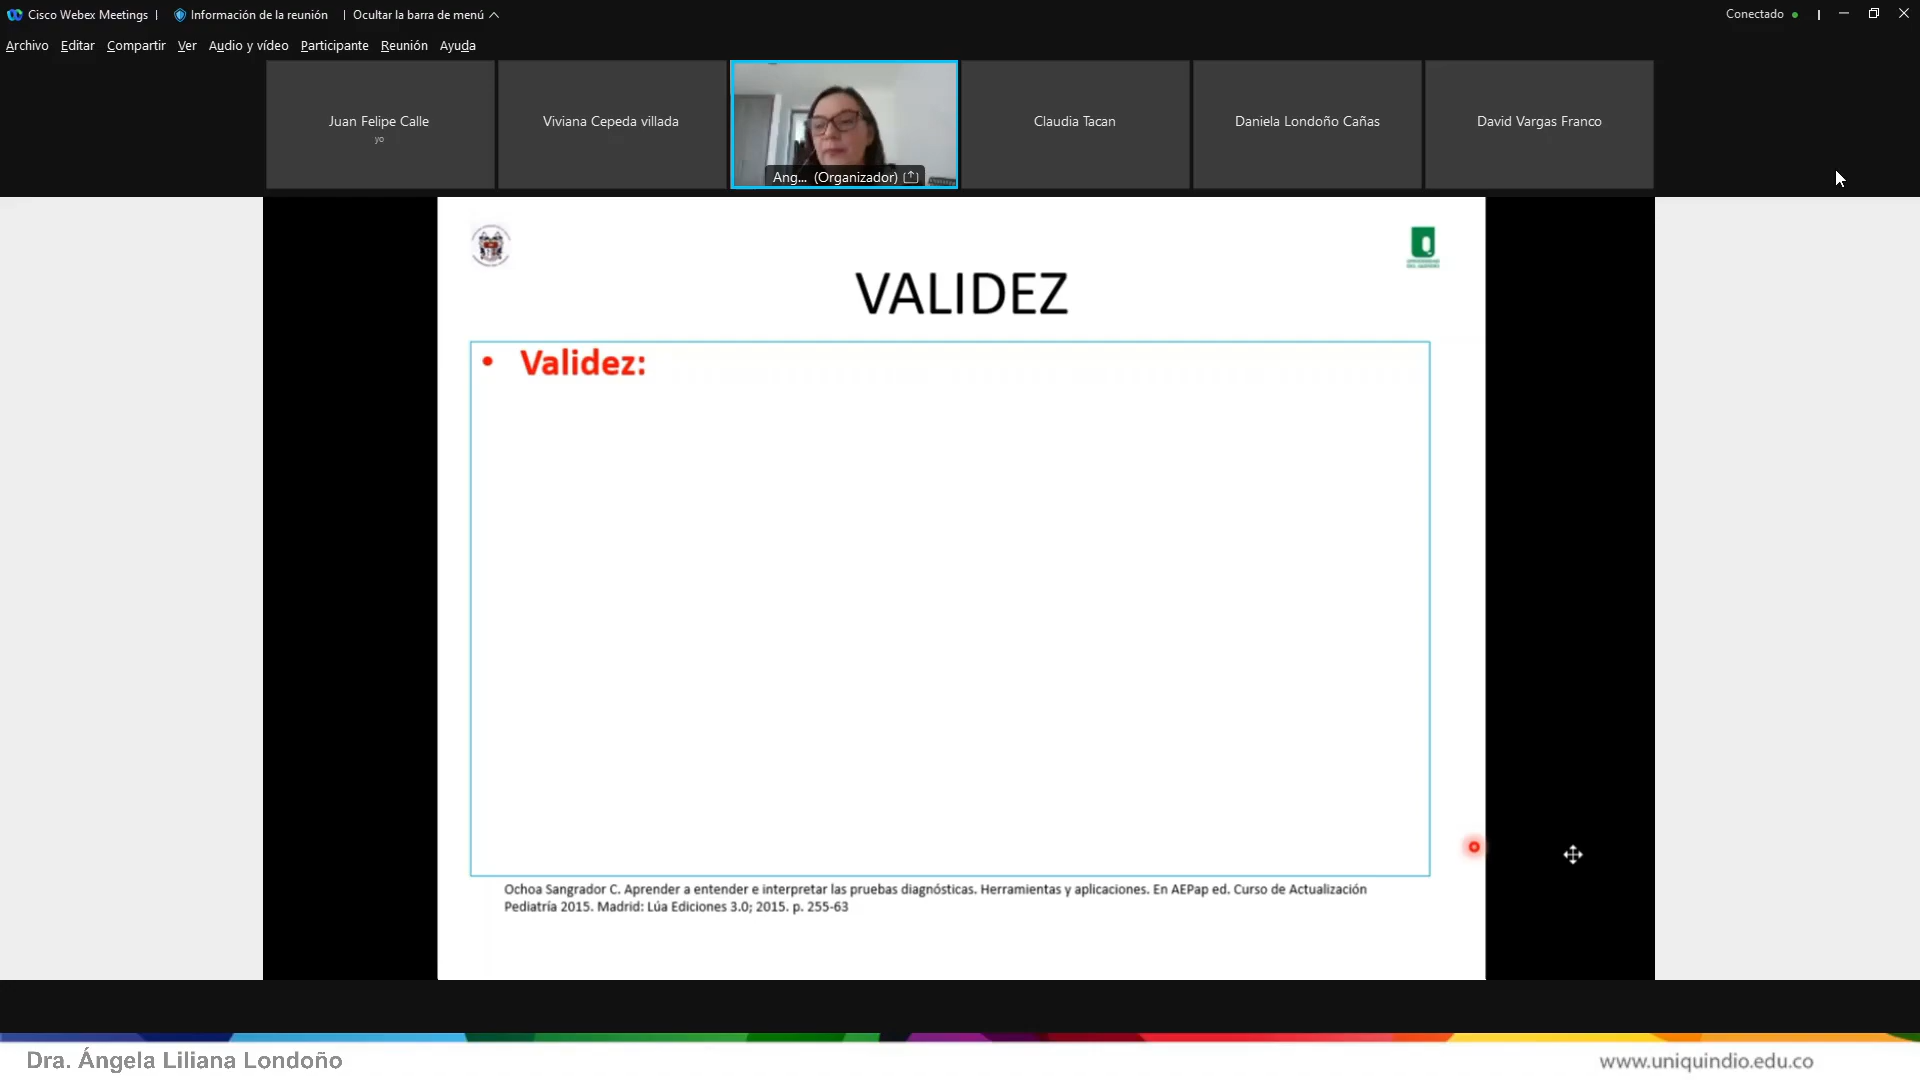 Cisco Webex Meetings | Información de la reunión | Ocultar la barra de menú
Conectado
Archivo Editar Compartir Ver Audio y vídeo Participante Reunión Ayuda
Juan Felipe Calle
yo
Viviana Cepeda villada
Ang... (Organizador)
Claudia Tacan
Daniela Londoño Cañas
David Vargas Franco
VALIDEZ
• Validez:
Ochoa Sangrador C. Aprender a entender e interpretar las pruebas diagnósticas. Herramientas y aplicaciones. En AEPap ed. Curso de Actualización
Pediatría 2015. Madrid: Lúa Ediciones 3.0; 2015. p. 255-63
Dra. Ángela Liliana Londoño
www.uniquindio.edu.co